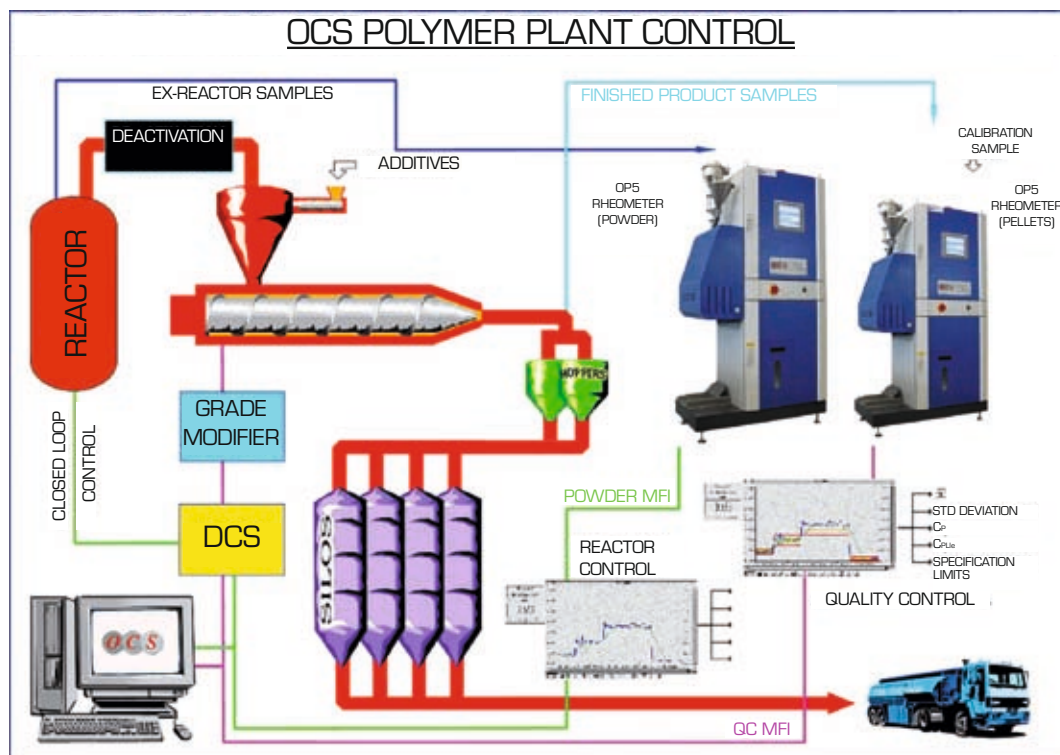 OCS POLYMER PLANT CONTROL
EX-REACTOR SAMPLES
FINISHED PRODUCT SAMPLES
DEACTIVATION
ADDITIVES
CALIBRATION
SAMPLE
OP5
RHEOMETER
(POWDER)
OP5
RHEOMETER
(PELLETS)
REACTOR
HOPPERS
GRADE
MODIFIER
CLOSED LOOP
CONTROL
POWDER MFI
DCS
SILOS
X
STD DEVIATION
CP
SPECIFICATION
LIMITS
REACTOR
CONTROL
QUALITY CONTROL
OCS
QC MFI